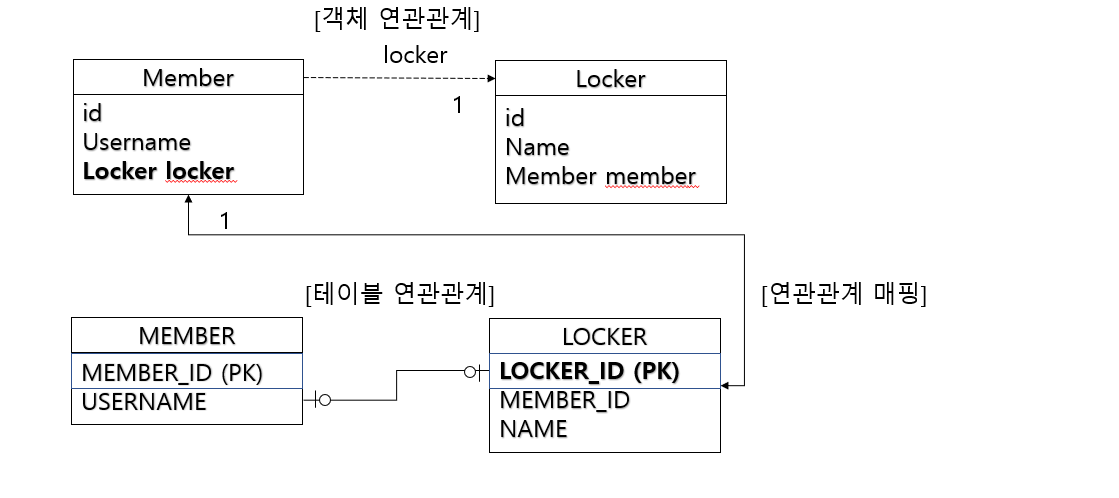 [객체 연관관계]
locker
Member
Locker
1
id
Username
Locker locker
id
Name
Member member
1
[테이블 연관관계]
[연관관계 매핑]
MEMBER
LOCKER
MEMBER_ID (PK)
USERNAME
LOCKER_ID (PK)
MEMBER_ID
NAME